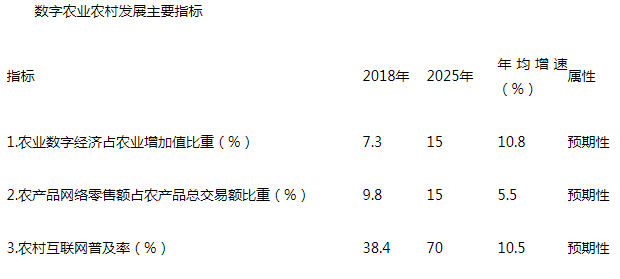 数字农业农村发展主要指标
指标 2018年 2025年 年均增速（%） 属性
1.农业数字经济占农业增加值比重（%） 7.3 15 10.8 预期性
2.农产品网络零售额占农产品总交易额比重（%） 9.8 15 5.5 预期性
3.农村互联网普及率（%） 38.4 70 10.5 预期性